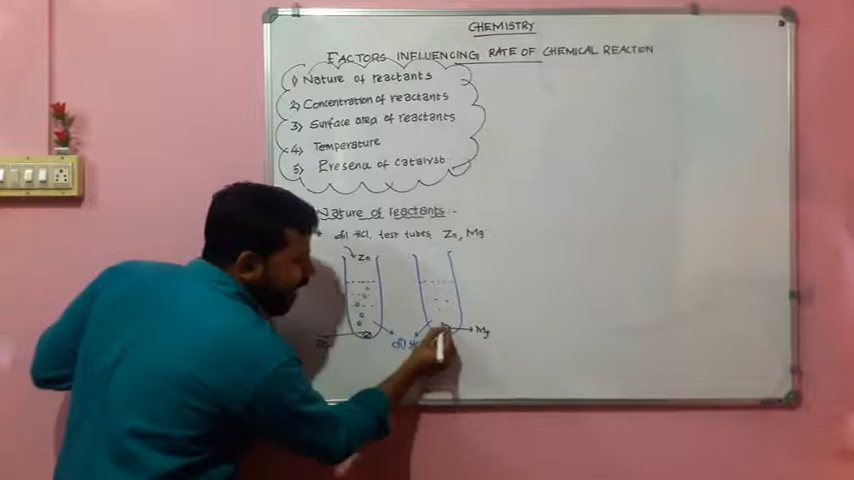 CHEMISTRY
FACTORS INFLUENCING RATE OF CHEMICAL REACTION
1) Nature of reactants
2) Concentration of reactants
3) Surface area of reactants
4) Temperature
5) Presence of catalyst
Nature of reactants :-
* dil HCl, test tubes, Zn, Mg
Zn
Mg
dil